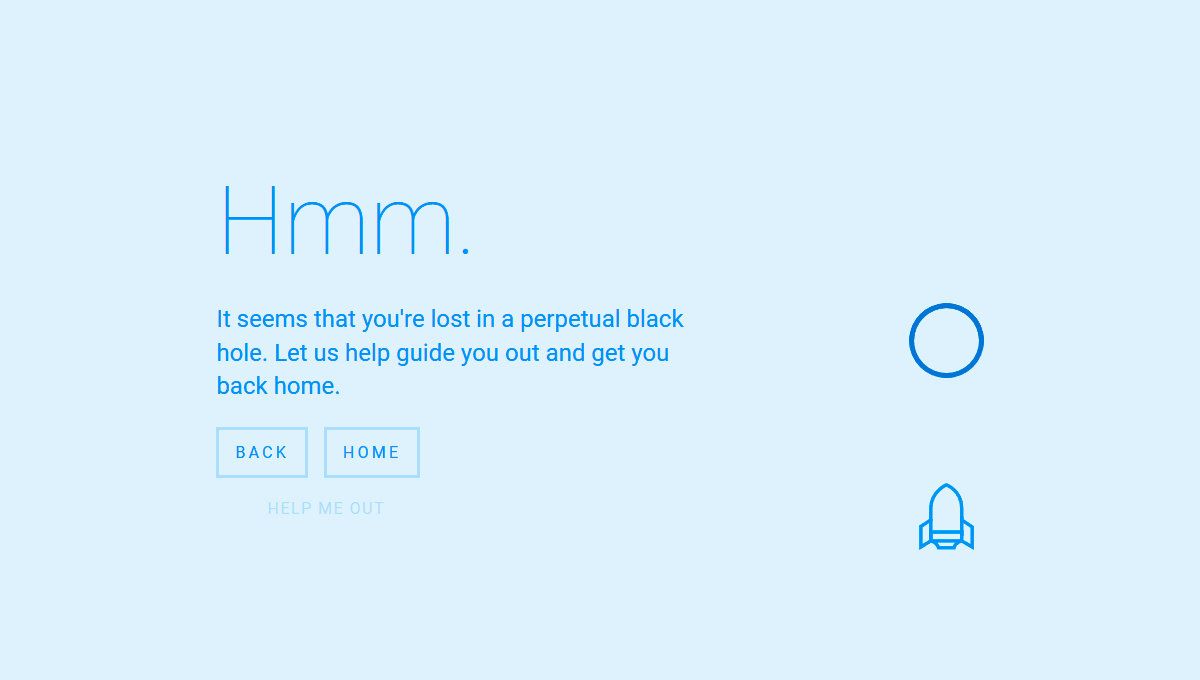 Hmm.
It seems that you're lost in a perpetual black
hole. Let us help guide you out and get you
back home.
BACK HOME
HELP ME OUT